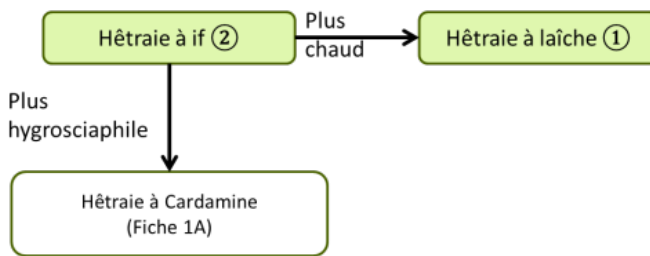 Hêtraie à if ②
Plus
chaud
Hêtraie à laîche ①
Plus
hygrosciaphile
Hêtraie à Cardamine
(Fiche 1A)